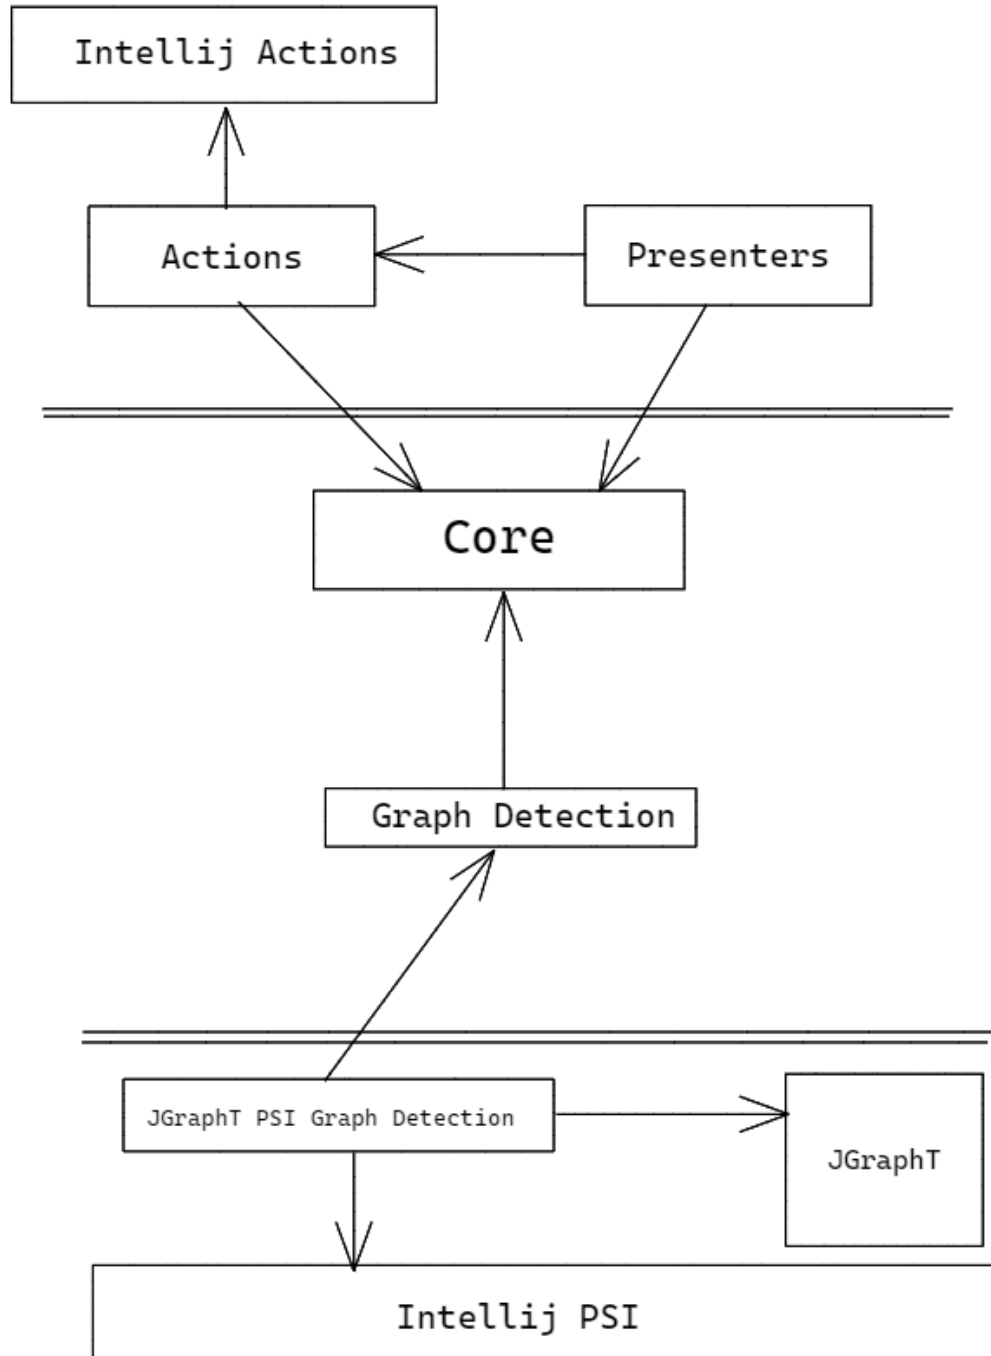 Intellij Actions
Actions
Presenters
Core
Graph Detection
JGraphT PSI Graph Detection
JGraphT
Intellij PSI